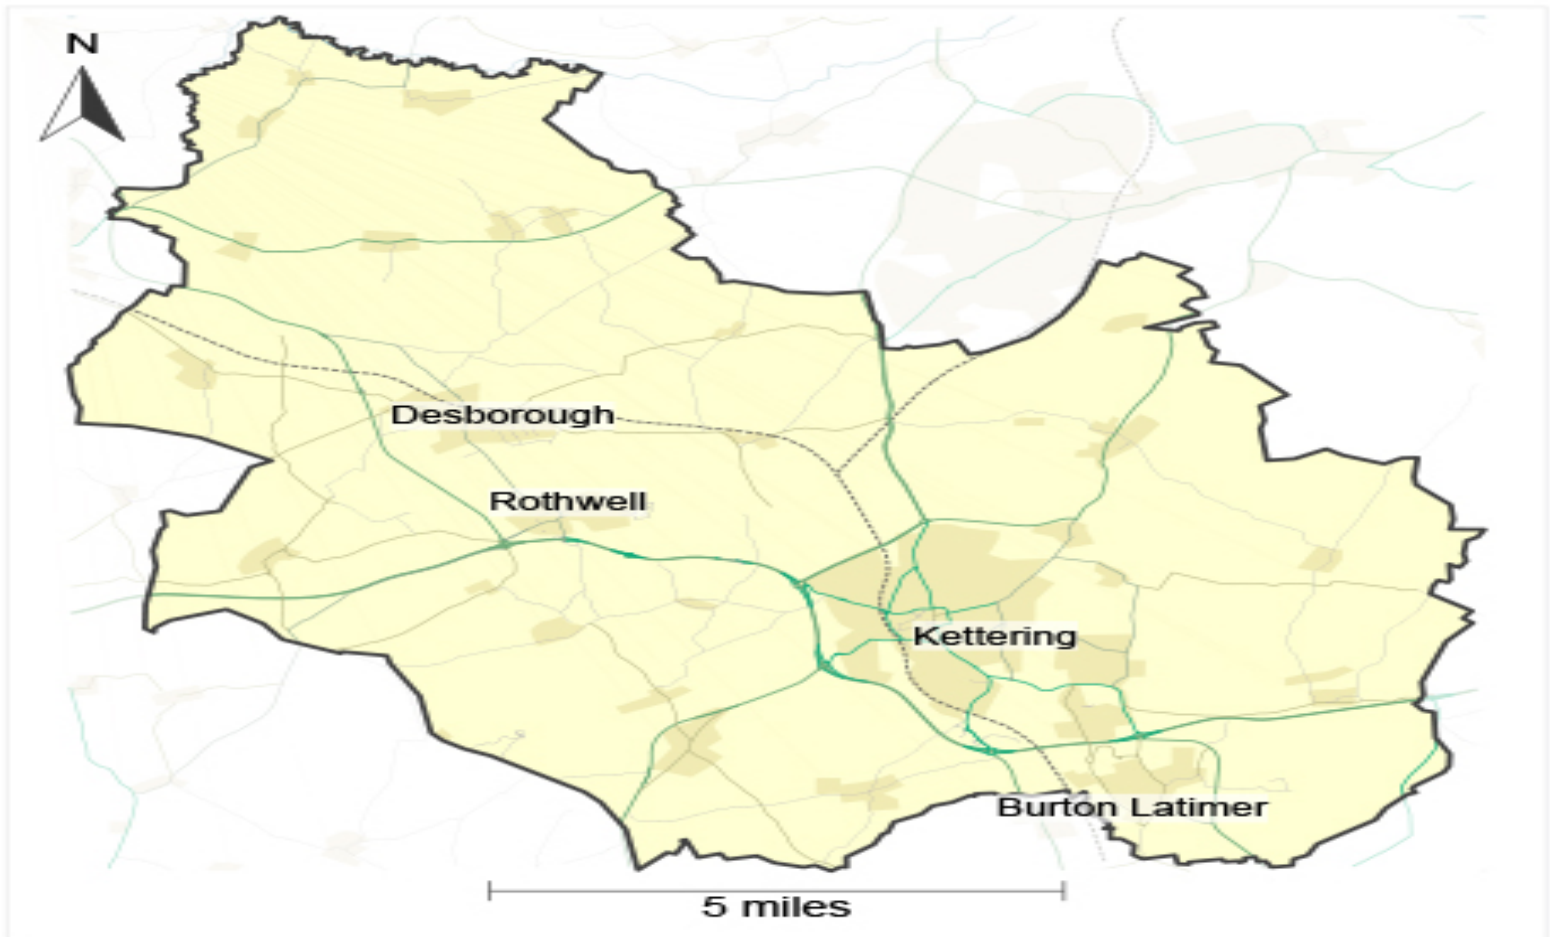 N
Desborough
Rothwell
Kettering
Burton Latimer
5 miles